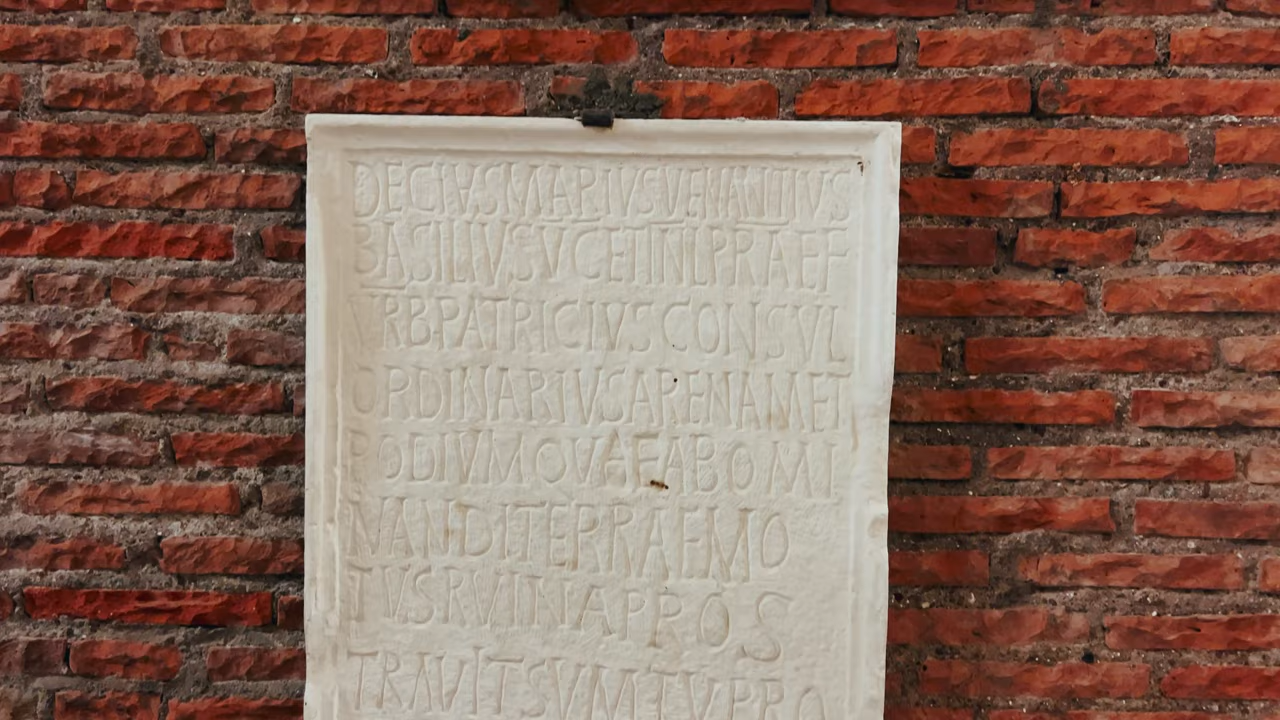 DECIVSMARIVSVENANTIVS
BASILIVSVCETINLPRAEF
VRBPATRICIVSCONSVL
ORDINARIVSARENAMET
PODIVMQVAEABOMI
NANDITERRAEMO
TVSRVINAPROS
TRAVITSVMTVPRO